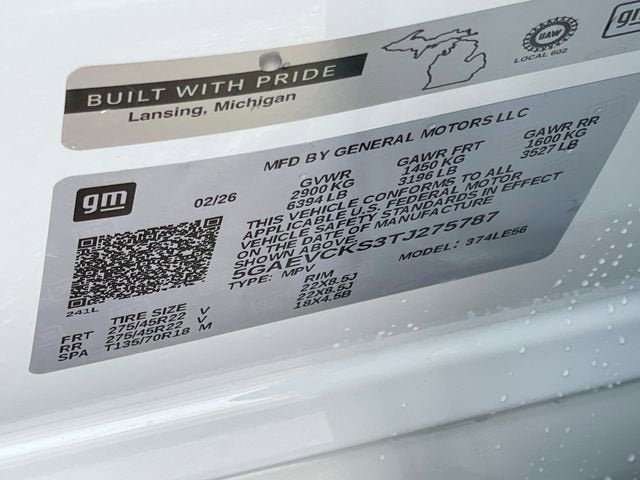 BUILT WITH PRIDE
Lansing, Michigan
UAW
LOCAL 602
gm
gm
02/26
MFD BY GENERAL MOTORS LLC
GVWR GAWR FRT GAWR RR
2900 KG 1450 KG 1600 KG
6394 LB 3196 LB 3527 LB
THIS VEHICLE CONFORMS TO ALL
APPLICABLE U.S. FEDERAL MOTOR
VEHICLE SAFETY STANDARDS IN EFFECT
ON THE DATE OF MANUFACTURE
SHOWN ABOVE.
5GAEVCKS3TJ275787
TYPE: MPV MODEL: 374LE56
241L
TIRE SIZE RIM
FRT 275/45R22 V 22X8.5J
RR 275/45R22 V 22X8.5J
SPA T135/70R18 M 18X4.5B